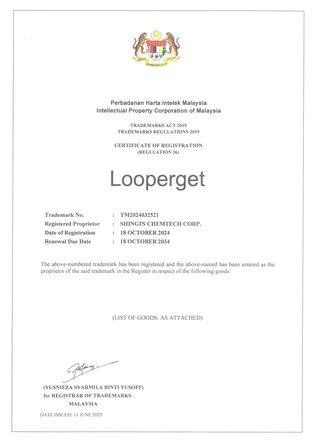 Perbadanan Harta Intelek Malaysia
Intellectual Property Corporation of Malaysia
TRADEMARKS ACT 2019
TRADEMARKS REGULATIONS 2019
CERTIFICATE OF REGISTRATION
(REGULATION 36)
Looperget
Trademark No. : TM2024032521
Registered Proprietor : SHINGIN CHEMTECH CORP.
Date of Registration : 18 OCTOBER 2024
Renewal Due Date : 18 OCTOBER 2034
The above-numbered trademark has been registered and the above-named has been entered as the
proprietor of the said trademark in the Register in respect of the following goods:
(LIST OF GOODS: AS ATTACHED)
(YUSNIEZA SYARMILA BINTI YUSOFF)
for REGISTRAR OF TRADEMARKS
MALAYSIA
DATE ISSUED: 11 JUNE 2025